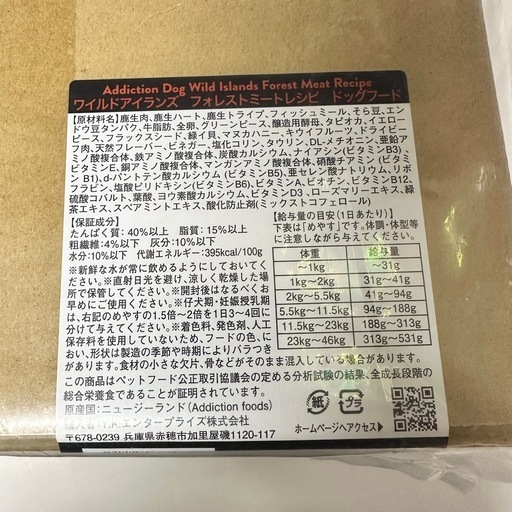 Addiction Dog Wild Islands Forest Meat Recipe
ワイルドアイランズ フォレストミートレシピ ドッグフード
【原材料名】鹿生肉、鹿生ハート、鹿生トライプ、フィッシュミール、そら豆、エン
ドウ豆タンパク、牛脂肪、全卵、グリーンピース、醸造用酵母、タピオカ、イエローピ
ース、フラックスシード、緑イ貝、マヌカハニー、キウイフルーツ、ドライビー
フ肉、天然フレーバー、ビネガー、塩化コリン、タウリン、DL-メチオニン、亜鉛ア
ミノ酸複合体、鉄アミノ酸複合体、炭酸カルシウム、ナイアシン(ビタミンB3)、
ビタミンE、銅アミノ酸複合体、マンガンアミノ酸複合体、硝酸チアミン(ビタミ
ンB1)、d-パントテン酸カルシウム(ビタミンB5)、亜セレン酸ナトリウム、リボ
フラビン、塩酸ピリドキシン(ビタミンB6)、ビタミンA、ビオチン、ビタミンB12、
硫酸コバルト、葉酸、ヨウ素酸カルシウム、ビタミンD3、ローズマリーエキス、緑
茶エキス、スペアミントエキス、酸化防止剤(ミックストコフェロール)
【保証成分】
たんぱく質:40%以上 脂質:15%以上
粗繊維:4%以下 灰分:10%以下
水分:10%以下 代謝エネルギー:395kcal/100g
【給与量の目安(1日あたり)】
下表は「めやす」です。体調・体型等
に注意しながら与えてください。
体重 給与量
~1kg ~31g
1kg~2kg 31g~41g
2kg~5.5kg 41g~94g
5.5kg~11.5kg 94g~188g
11.5kg~23kg 188g~313g
23kg~46kg 313g~531g
※新鮮な水が常に飲めるようにしておいてく
ださい。※直射日光を避け、涼しく乾燥した場
所で保管してください。※開封後はなるべくお
早めにご使用ください。※仔犬期・妊娠授乳期
は、右記のめやすの1.5倍~2倍を1日3~4回に
分けて与えてください。※着色料、発色剤、人工
保存料を使用していないため、フードの色、に
おい、形状は製造の季節や時期によりバラつき
がありますが、食材の小さな欠片、骨などがそのまま混入している場合があります。
この商品はペットフード公正取引協議会の定める分析試験の結果、全成長段階の
総合栄養食であることが証明されています。
原産国:ニュージーランド(Addiction foods)
輸入者:Y.K.エンタープライズ株式会社
〒678-0239 兵庫県赤穂市加里屋磯1120-117
紙
プラ
ホームページへアクセス▶